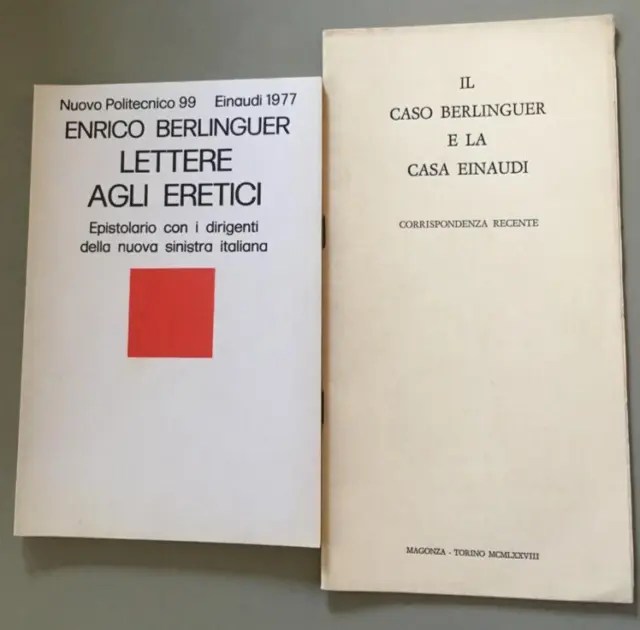 Nuovo Politecnico 99 Einaudi 1977
ENRICO BERLINGUER
LETTERE
AGLI ERETICI
Epistolario con i dirigenti
della nuova sinistra italiana
IL
CASO BERLINGUER
E LA
CASA EINAUDI
CORRISPONDENZA RECENTE
MAGONZA - TORINO MCMLXXVIII